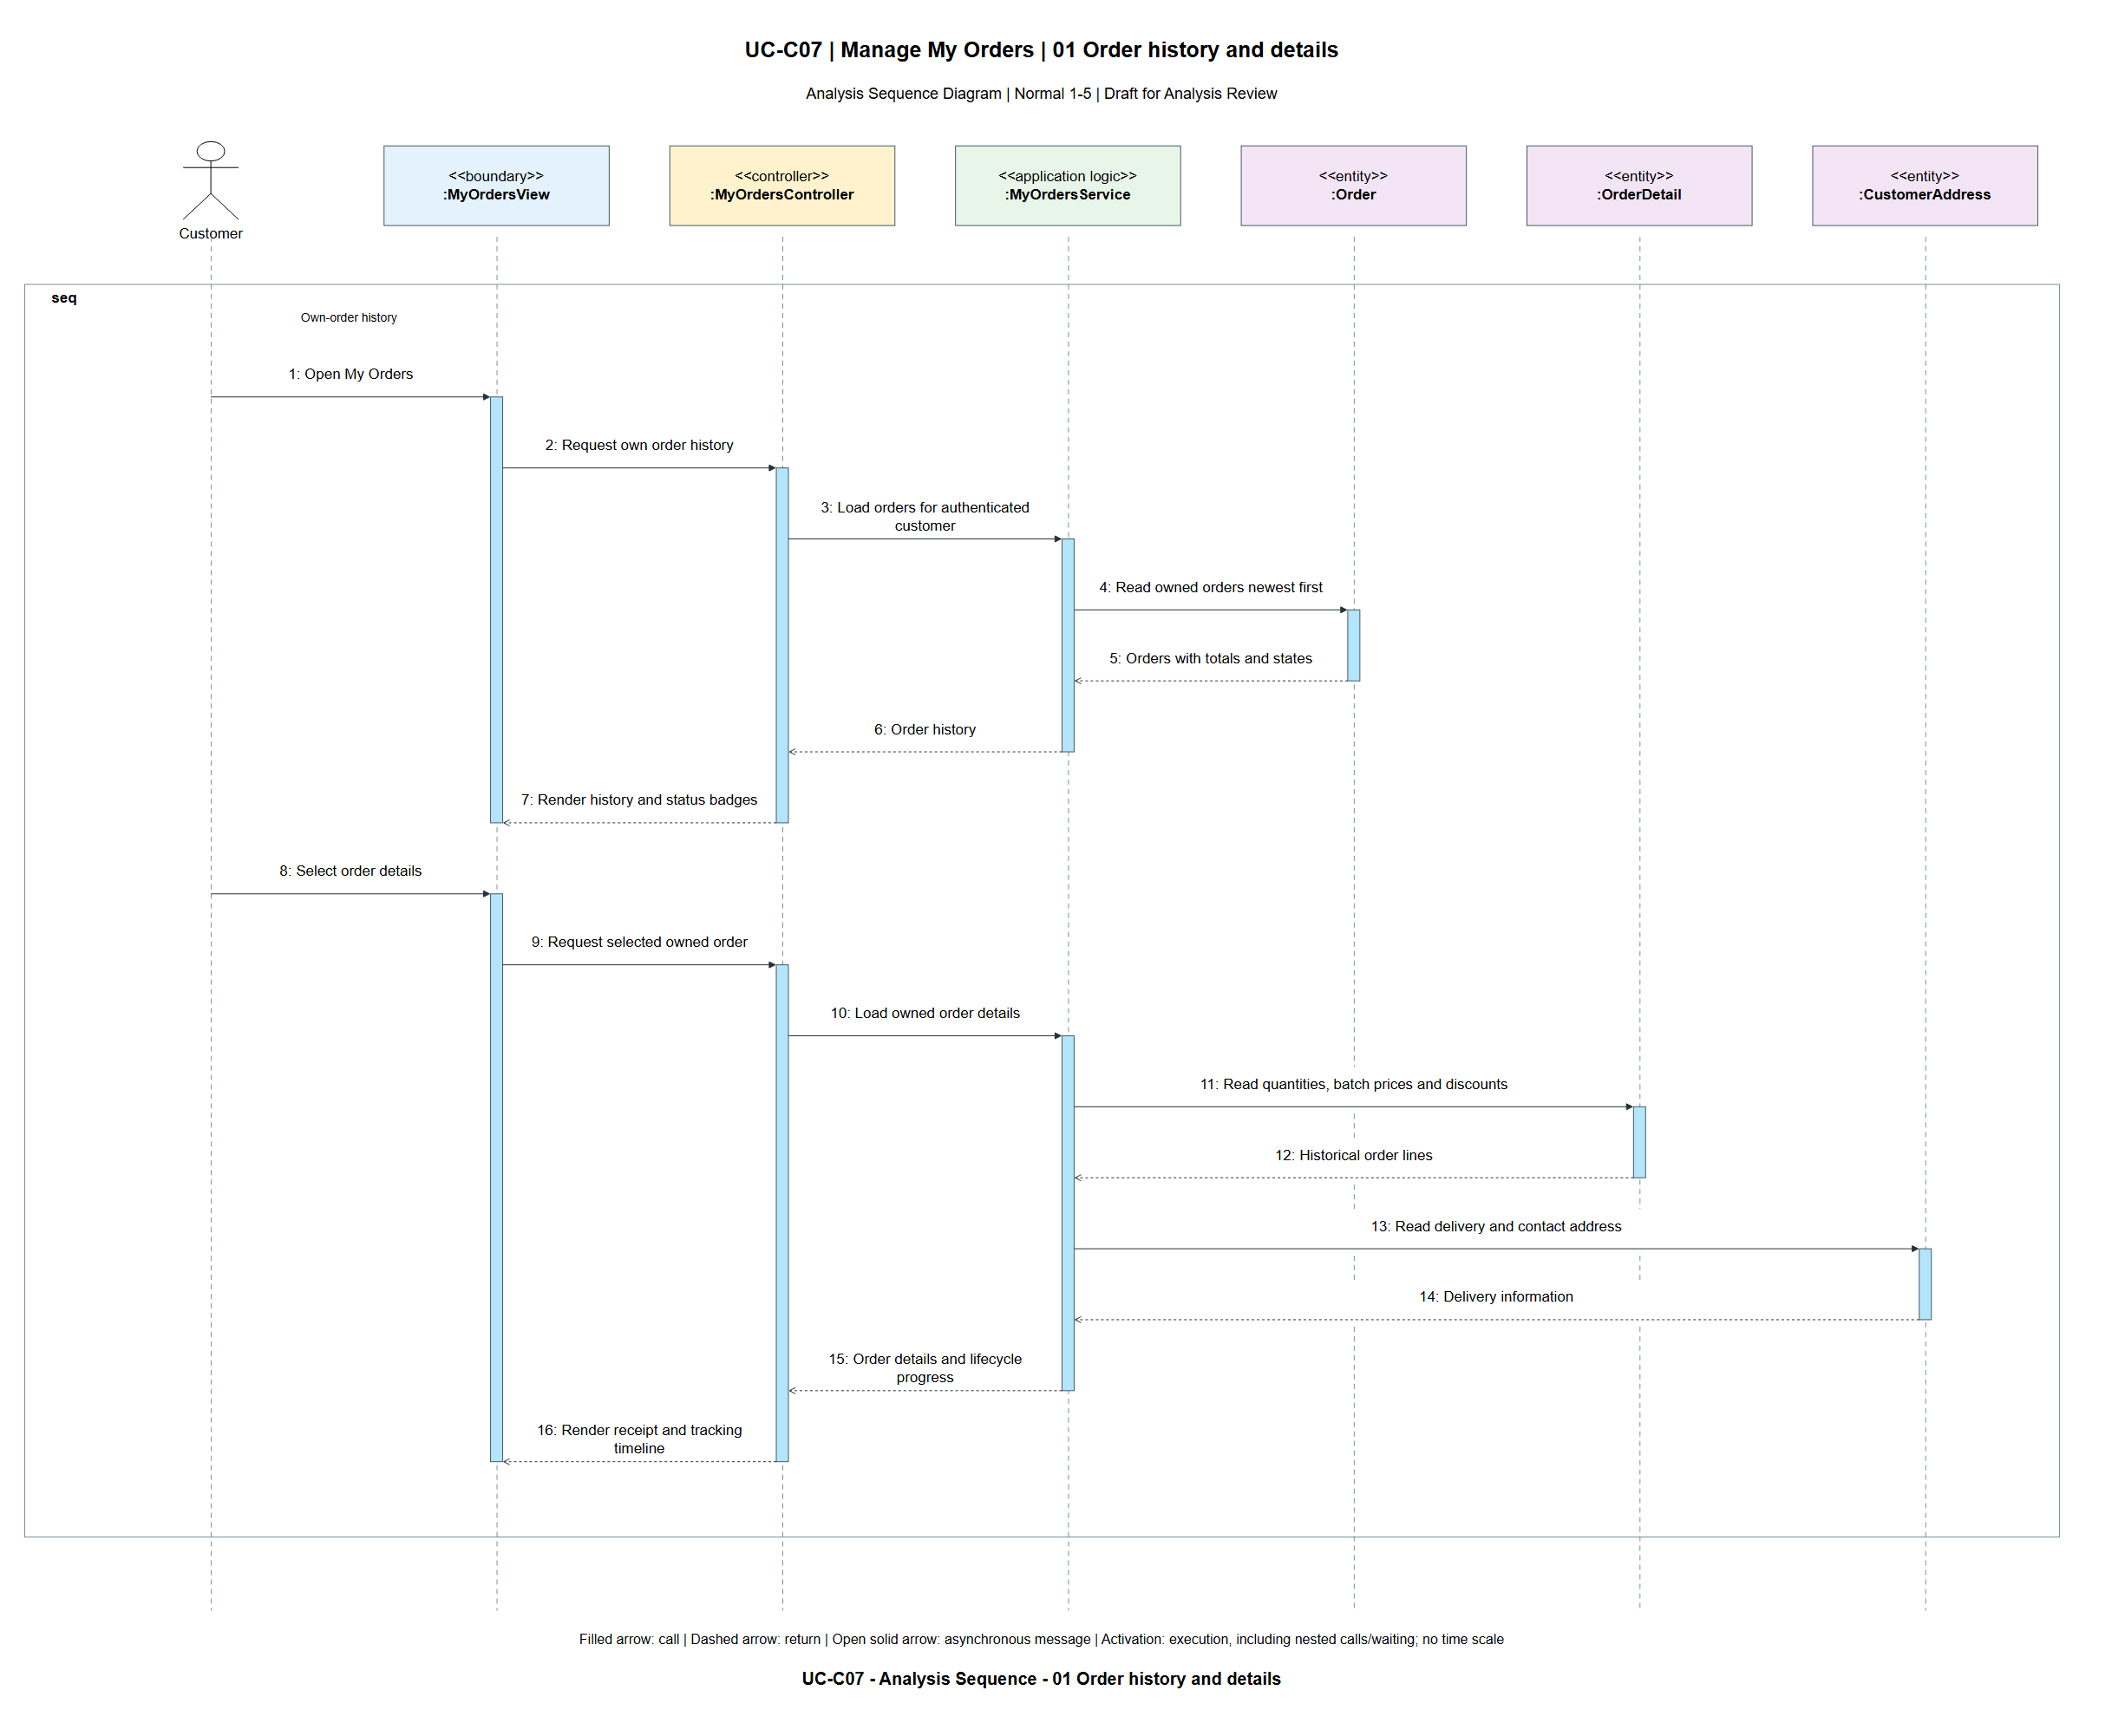 UC-C07 | Manage My Orders | 01 Order history and details
Analysis Sequence Diagram | Normal 1-5 | Draft for Analysis Review
Customer
<<boundary>>
:MyOrdersView
<<controller>>
:MyOrdersController
<<application logic>>
:MyOrdersService
<<entity>>
:Order
<<entity>>
:OrderDetail
<<entity>>
:CustomerAddress
seq
Own-order history
1: Open My Orders
2: Request own order history
3: Load orders for authenticated
customer
4: Read owned orders newest first
5: Orders with totals and states
6: Order history
7: Render history and status badges
8: Select order details
9: Request selected owned order
10: Load owned order details
11: Read quantities, batch prices and discounts
12: Historical order lines
13: Read delivery and contact address
14: Delivery information
15: Order details and lifecycle
progress
16: Render receipt and tracking
timeline
Filled arrow: call | Dashed arrow: return | Open solid arrow: asynchronous message | Activation: execution, including nested calls/waiting; no time scale
UC-C07 - Analysis Sequence - 01 Order history and details